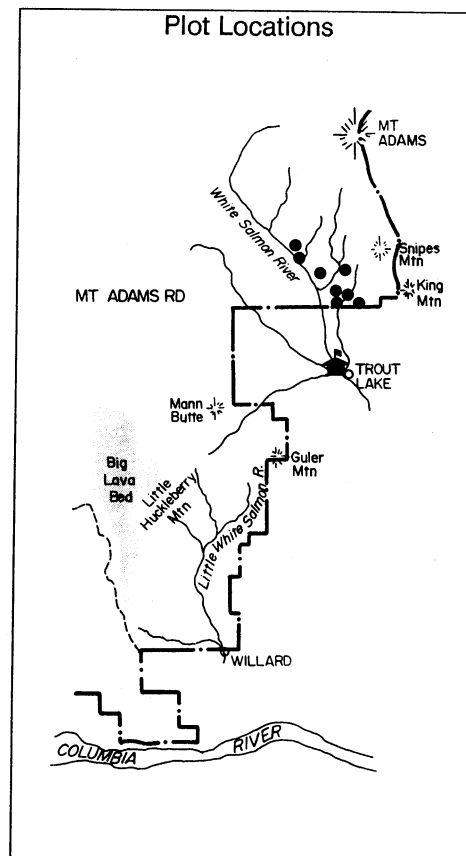 Plot Locations
MT
ADAMS
White Salmon River
Snipes
Mtn
MT ADAMS RD
King
Mtn
TROUT
LAKE
Mann
Butte
Big
Lava
Bed
Guler
Mtn
Little
Huckleberry
Mtn
Little White Salmon R.
WILLARD
COLUMBIA RIVER